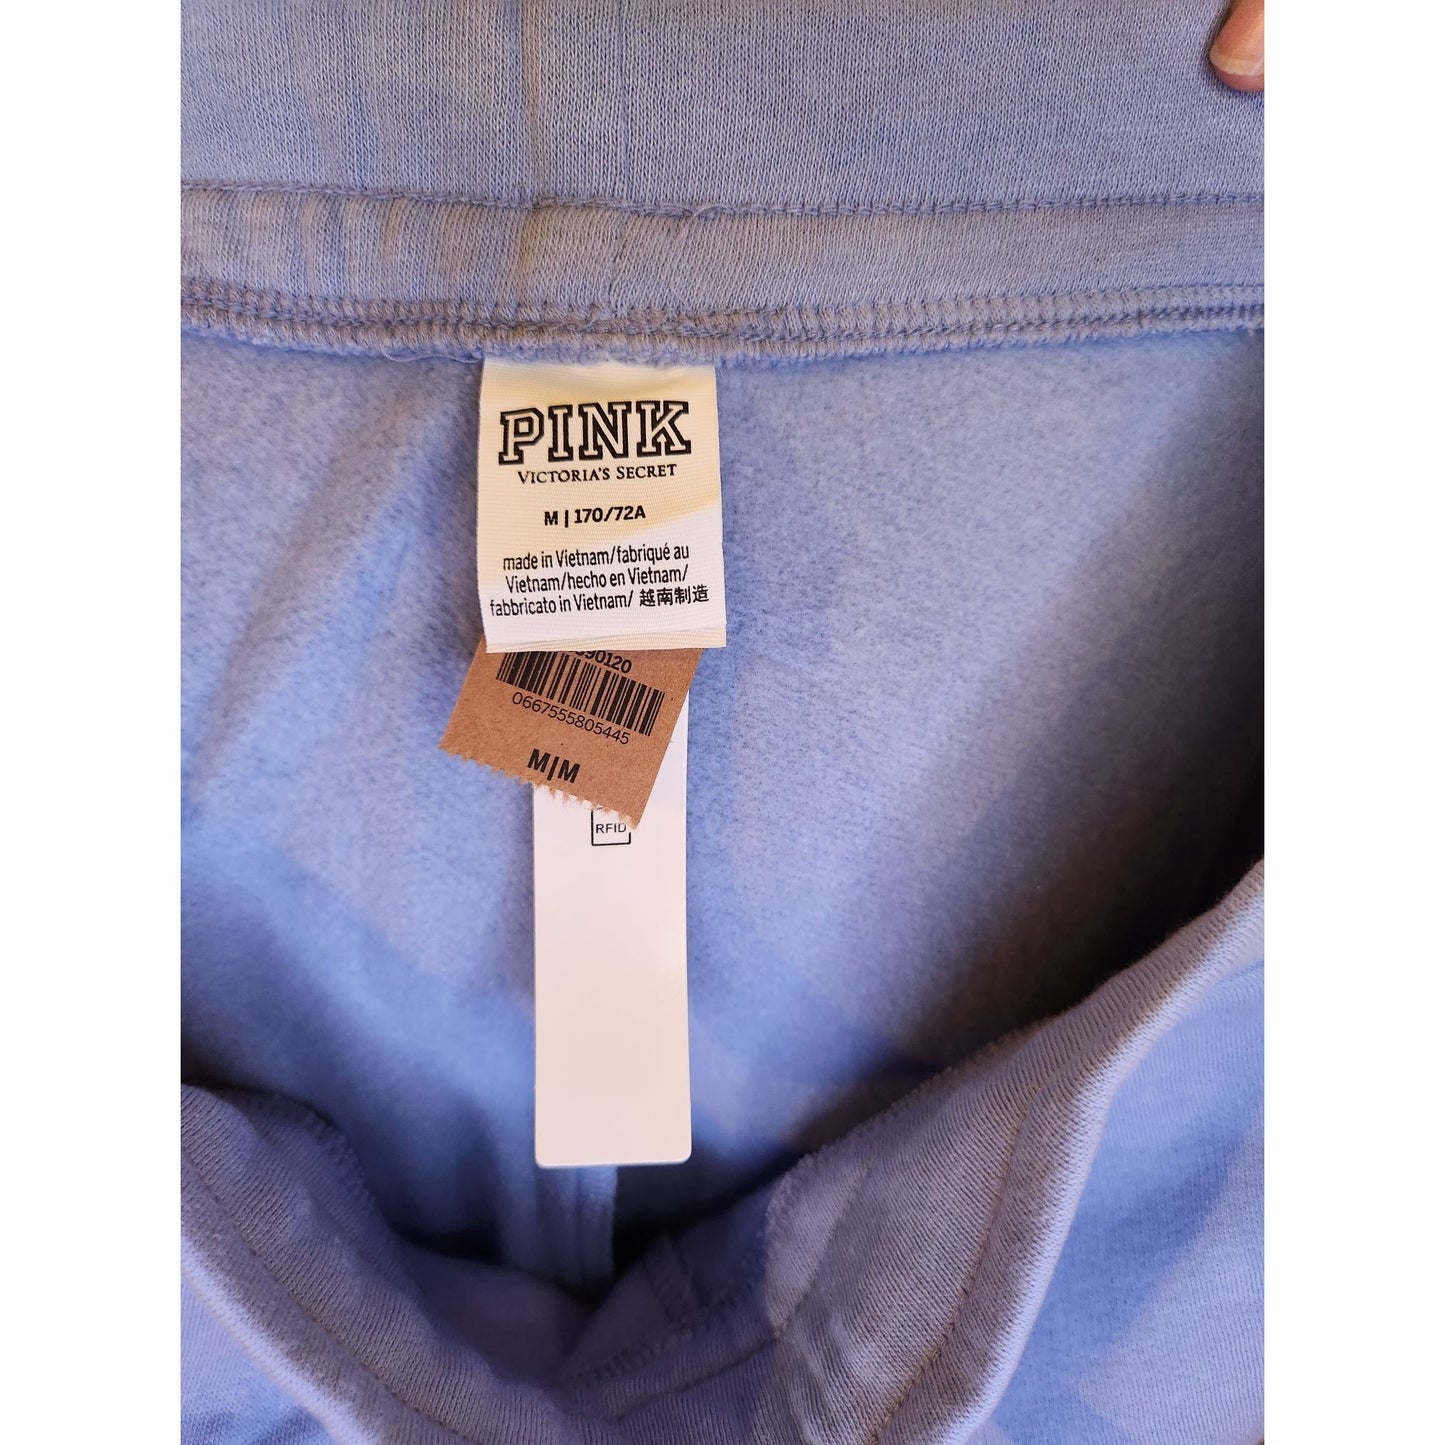 PINK
VICTORIA'S SECRET
M | 170/72A
made in Vietnam/fabriqué au
Vietnam/hecho en Vietnam/
fabbricato in Vietnam/ 越南制造
90120
0667555805445
M|M
RFID